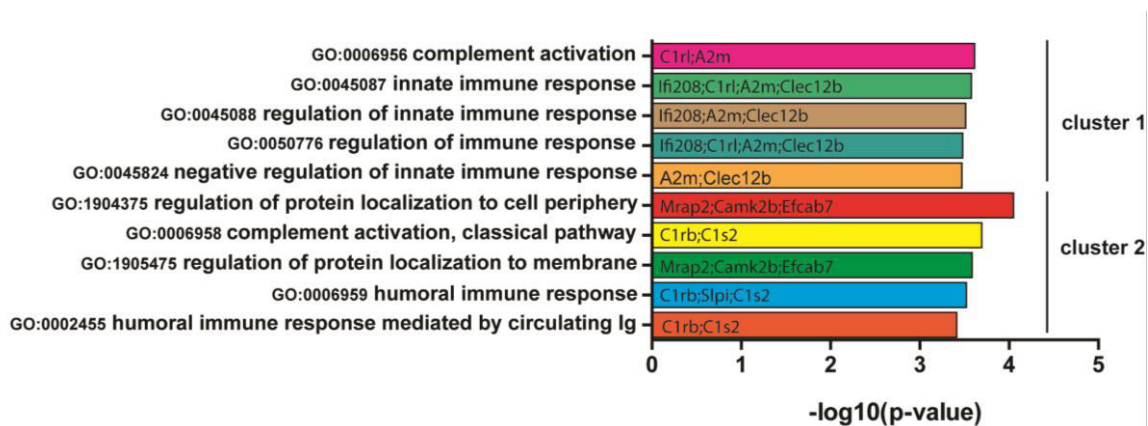 GO:0006956 complement activation C1rl;A2m
GO:0045087 innate immune response Ifi208;C1rl;A2m;Clec12b
GO:0045088 regulation of innate immune response Ifi208;A2m;Clec12b
GO:0050776 regulation of immune response Ifi208;C1rl;A2m;Clec12b
GO:0045824 negative regulation of innate immune response A2m;Clec12b
cluster 1
GO:1904375 regulation of protein localization to cell periphery Mrap2;Camk2b;Efcab7
GO:0006958 complement activation, classical pathway C1rb;C1s2
GO:1905475 regulation of protein localization to membrane Mrap2;Camk2b;Efcab7
GO:0006959 humoral immune response C1rb;Slpi;C1s2
GO:0002455 humoral immune response mediated by circulating Ig C1rb;C1s2
cluster 2
0 1 2 3 4 5
-log10(p-value)